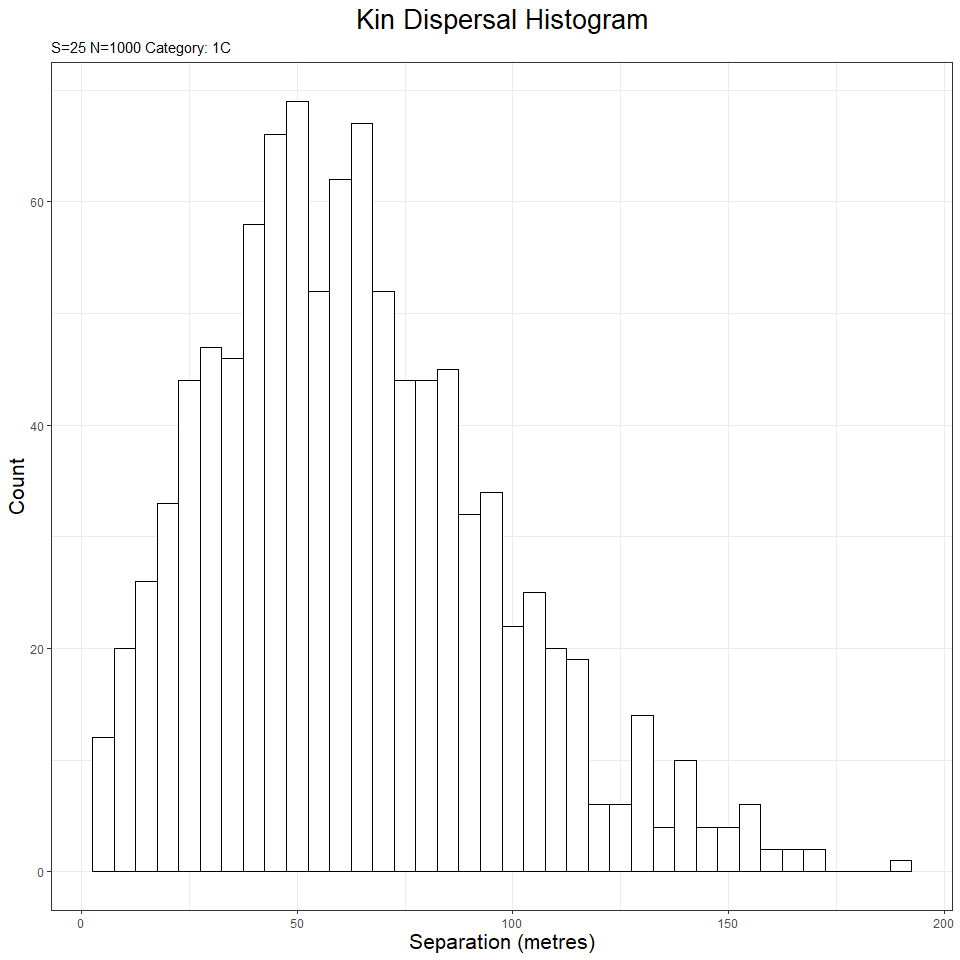 Kin Dispersal Histogram
S=25 N=1000 Category: 1C
60
40
20
0
Count
0 50 100 150 200
Separation (metres)